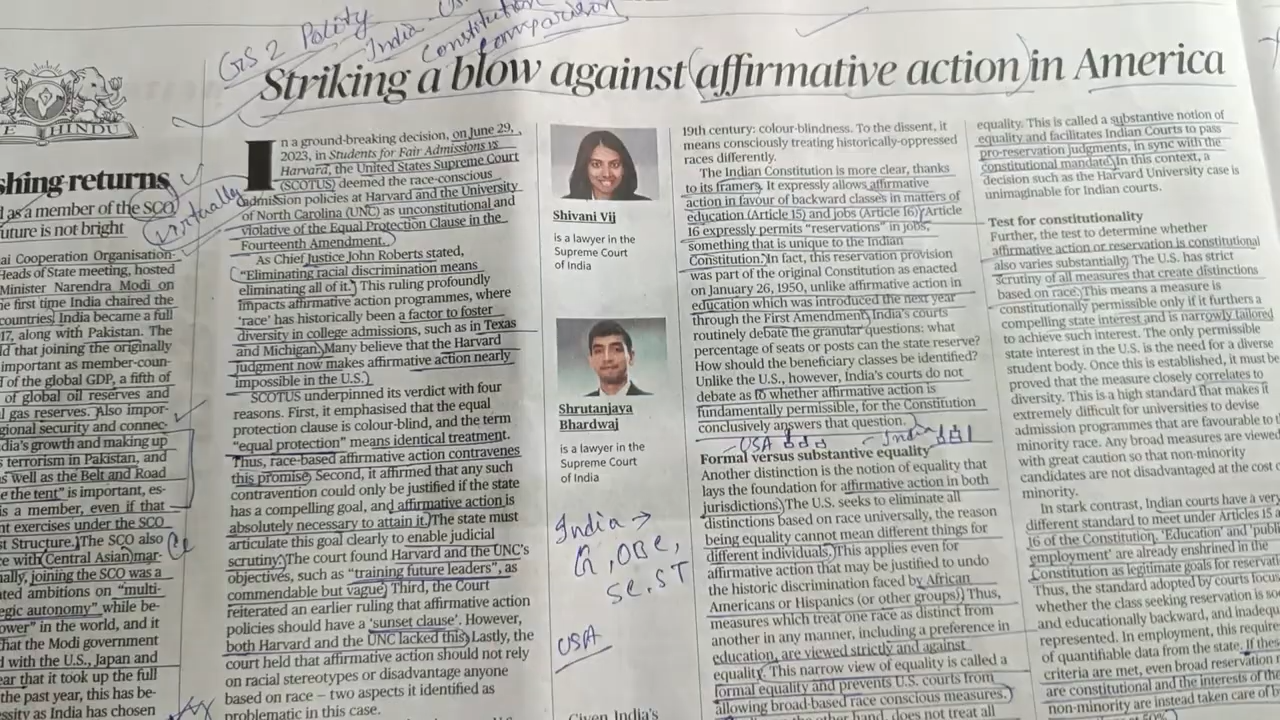 GS2 Polity
India - US
Constitution
Comparison
Striking a blow against affirmative action in America
E HINDU
shing returns
l as a member of the SCO
future is not bright
Virtually
ai Cooperation Organisation-
Heads of State meeting, hosted
Minister Narendra Modi on
e first time India chaired the
countries. India became a full
17, along with Pakistan. The
d that joining the originally
important as member-coun-
f of the global GDP, a fifth of
of global oil reserves and
l gas reserves. Also impor-
gional security and connec-
dia's growth and making up
s terrorism in Pakistan, and
as well as the Belt and Road
e the tent" is important, es-
is a member, even if that
nt exercises under the SCO
st Structure. The SCO also
ce with Central Asian mar-
nally, joining the SCO was a
ated ambitions on "multi-
egic autonomy" while be-
ower" in the world, and it
that the Modi government
d with the U.S., Japan and
ear that it took up the full
the past year, this has be-
essity as India has chosen
In a ground-breaking decision, on June 29,
2023, in Students for Fair Admissions vs
Harvard, the United States Supreme Court
(SCOTUS) deemed the race-conscious
admission policies at Harvard and the University
of North Carolina (UNC) as unconstitutional and
violative of the Equal Protection Clause in the
Fourteenth Amendment.
As Chief Justice John Roberts stated,
"Eliminating racial discrimination means
eliminating all of it." This ruling profoundly
impacts affirmative action programmes, where
'race' has historically been a factor to foster
diversity in college admissions, such as in Texas
and Michigan. Many believe that the Harvard
judgment now makes affirmative action nearly
impossible in the U.S.
SCOTUS underpinned its verdict with four
reasons. First, it emphasised that the equal
protection clause is colour-blind, and the term
"equal protection" means identical treatment.
Thus, race-based affirmative action contravenes
this promise. Second, it affirmed that any such
contravention could only be justified if the state
has a compelling goal, and affirmative action is
absolutely necessary to attain it. The state must
articulate this goal clearly to enable judicial
scrutiny. The court found Harvard and the UNC's
objectives, such as "training future leaders", as
commendable but vague. Third, the Court
reiterated an earlier ruling that affirmative action
policies should have a 'sunset clause'. However,
both Harvard and the UNC lacked this. Lastly, the
court held that affirmative action should not rely
on racial stereotypes or disadvantage anyone
based on race – two aspects it identified as
problematic in this case.
Shivani Vij
is a lawyer in the
Supreme Court
of India
Shrutanjaya
Bhardwaj
is a lawyer in the
Supreme Court
of India
India →
OBC,
SC, ST
USA
Given India's
19th century: colour-blindness. To the dissent, it
means consciously treating historically-oppressed
races differently.
The Indian Constitution is more clear, thanks
to its framers. It expressly allows affirmative
action in favour of backward classes in matters of
education (Article 15) and jobs (Article 16). Article
16 expressly permits "reservations" in jobs,
something that is unique to the Indian
Constitution. In fact, this reservation provision
was part of the original Constitution as enacted
on January 26, 1950, unlike affirmative action in
education which was introduced the next year
through the First Amendment. India's courts
routinely debate the granular questions: what
percentage of seats or posts can the state reserve?
How should the beneficiary classes be identified?
Unlike the U.S., however, India's courts do not
debate as to whether affirmative action is
fundamentally permissible, for the Constitution
conclusively answers that question.
USA
India
Formal versus substantive equality
Another distinction is the notion of equality that
lays the foundation for affirmative action in both
jurisdictions. The U.S. seeks to eliminate all
distinctions based on race universally, the reason
being equality cannot mean different things for
different individuals. This applies even for
affirmative action that may be justified to undo
the historic discrimination faced by African
Americans or Hispanics (or other groups). Thus,
measures which treat one race as distinct from
another in any manner, including a preference in
education, are viewed strictly and against
equality. This narrow view of equality is called a
formal equality and prevents U.S. courts from
allowing broad-based race conscious measures.
other hand, does not treat all
equality. This is called a substantive notion of
equality and facilitates Indian Courts to pass
pro-reservation judgments, in sync with the
constitutional mandate. In this context, a
decision such as the Harvard University case is
unimaginable for Indian courts.
Test for constitutionality
Further, the test to determine whether
affirmative action or reservation is constitutional
also varies substantially. The U.S. has strict
scrutiny of all measures that create distinctions
based on race. This means a measure is
constitutionally permissible only if it furthers a
compelling state interest and is narrowly tailored
to achieve such interest. The only permissible
state interest in the U.S. is the need for a diverse
student body. Once this is established, it must be
proved that the measure closely correlates to
diversity. This is a high standard that makes it
extremely difficult for universities to devise
admission programmes that are favourable to t
minority race. Any broad measures are viewed
with great caution so that non-minority
candidates are not disadvantaged at the cost o
minority.
In stark contrast, Indian courts have a very
different standard to meet under Articles 15 a
16 of the Constitution. 'Education' and 'publ
employment' are already enshrined in the
Constitution as legitimate goals for reservati
Thus, the standard adopted by courts focus
whether the class seeking reservation is so
and educationally backward, and inadequ
represented. In employment, this require
of quantifiable data from the state. If thes
criteria are met, even broad reservation
are constitution and the interests of th
non-minority are instead taken care of